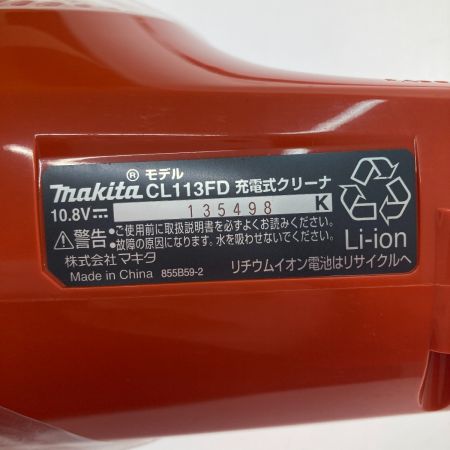 ® モデル
makita CL113FD 充電式クリーナ
10.8V⎓ 135498 K
⚠警告 •ご使用前に取扱説明書を必ずよくお読みください。
•故障の原因になります。水を吸わせないでください。
株式会社マキタ
Li-ion
Made in China 855B59-2
リチウムイオン電池はリサイクルへ